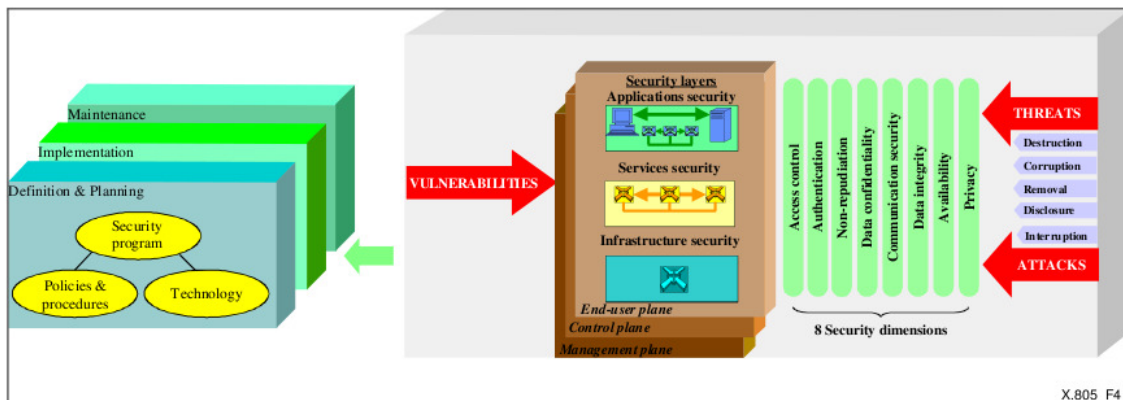 Maintenance
Implementation
Definition & Planning
Security
program
Policies &
procedures
Technology
VULNERABILITIES
Security layers
Applications security
Services security
Infrastructure security
End-user plane
Control plane
Management plane
Access control
Authentication
Non-repudiation
Data confidentiality
Communication security
Data integrity
Availability
Privacy
8 Security dimensions
THREATS
Destruction
Corruption
Removal
Disclosure
Interruption
ATTACKS
X.805_F4